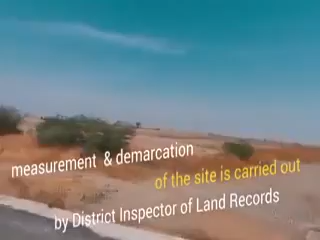 measurement & demarcation
of the site is carried out
by District Inspector of Land Records